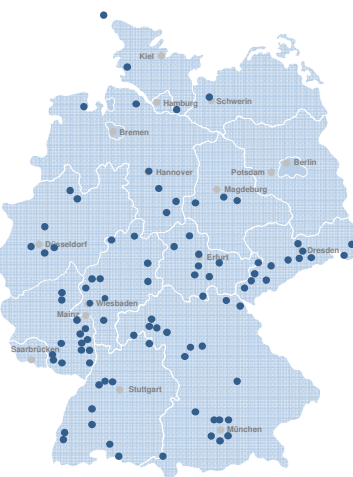 Kiel
Hamburg
Schwerin
Bremen
Berlin
Hannover
Potsdam
Magdeburg
Düsseldorf
Dresden
Erfurt
Wiesbaden
Mainz
Saarbrücken
Stuttgart
München